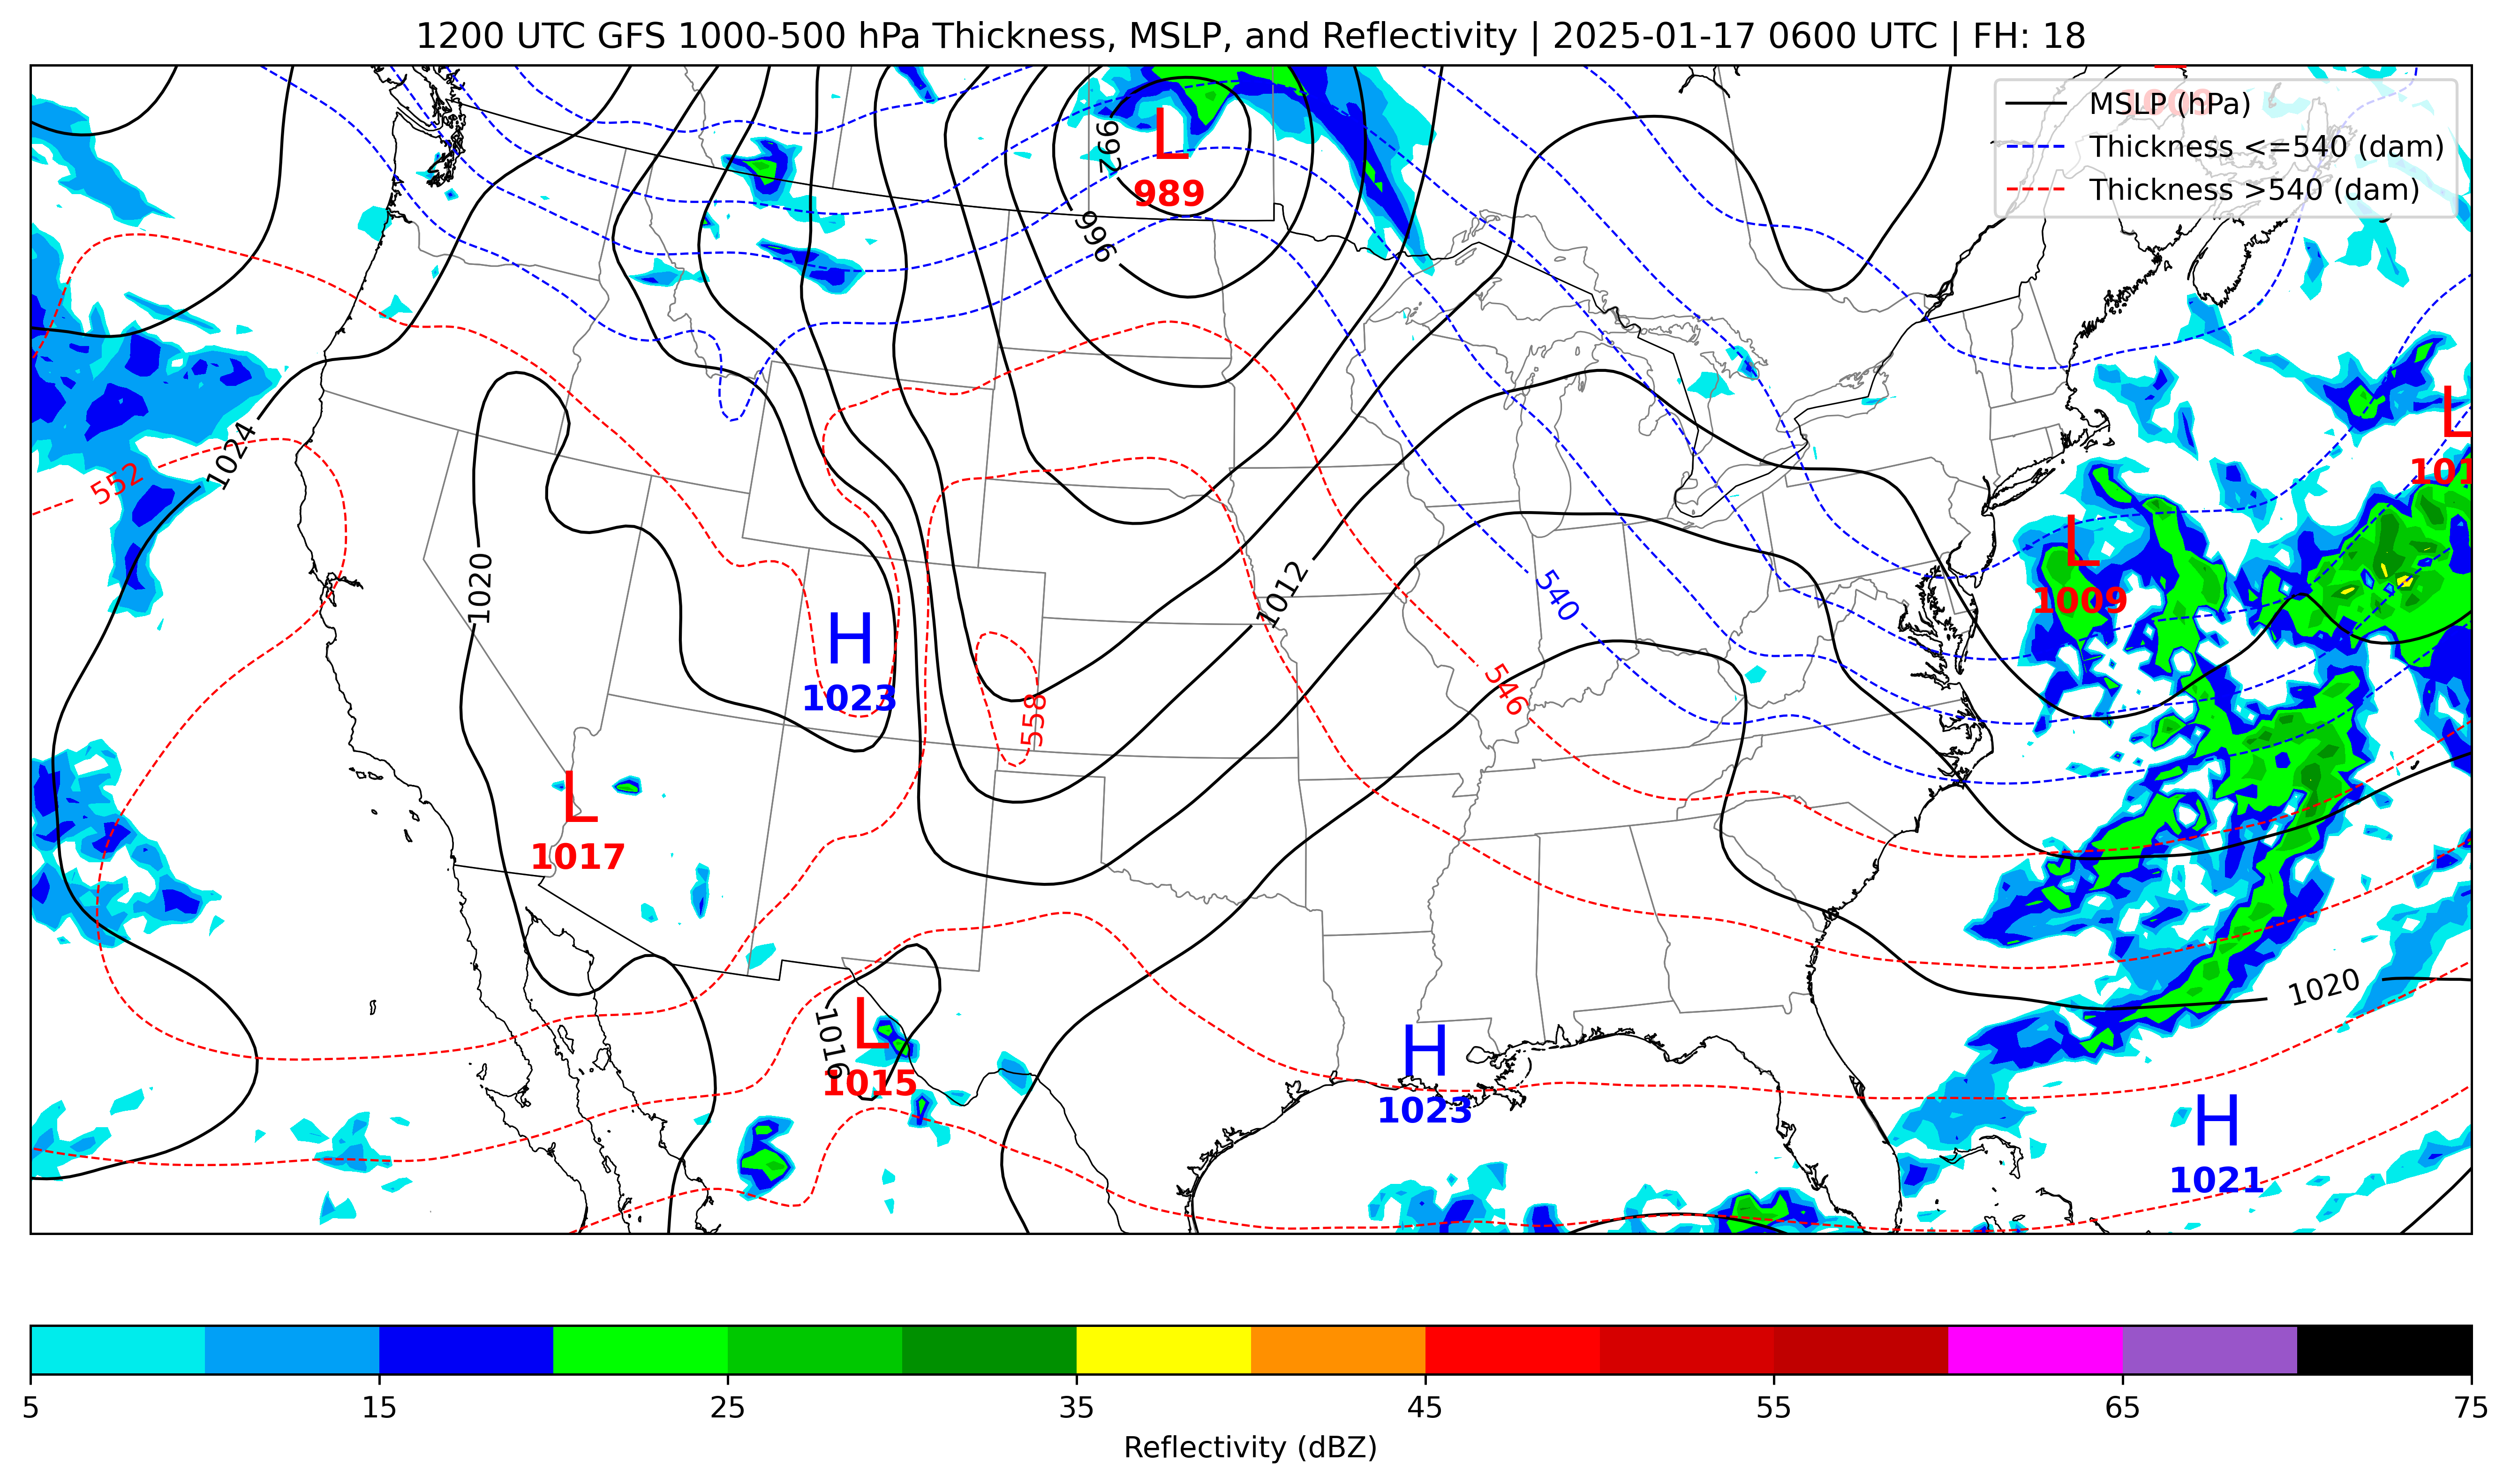 1200 UTC GFS 1000-500 hPa Thickness, MSLP, and Reflectivity | 2025-01-17 0600 UTC | FH: 18
MSLP (hPa)
Thickness <=540 (dam)
Thickness >540 (dam)
L
992
L
989
996
L
101
1024
552
L
1009
1020
1012
540
H
1023
546
558
L
1017
1020
L
1016
1015
H
1023
H
1021
5 15 25 35 45 55 65 75
Reflectivity (dBZ)